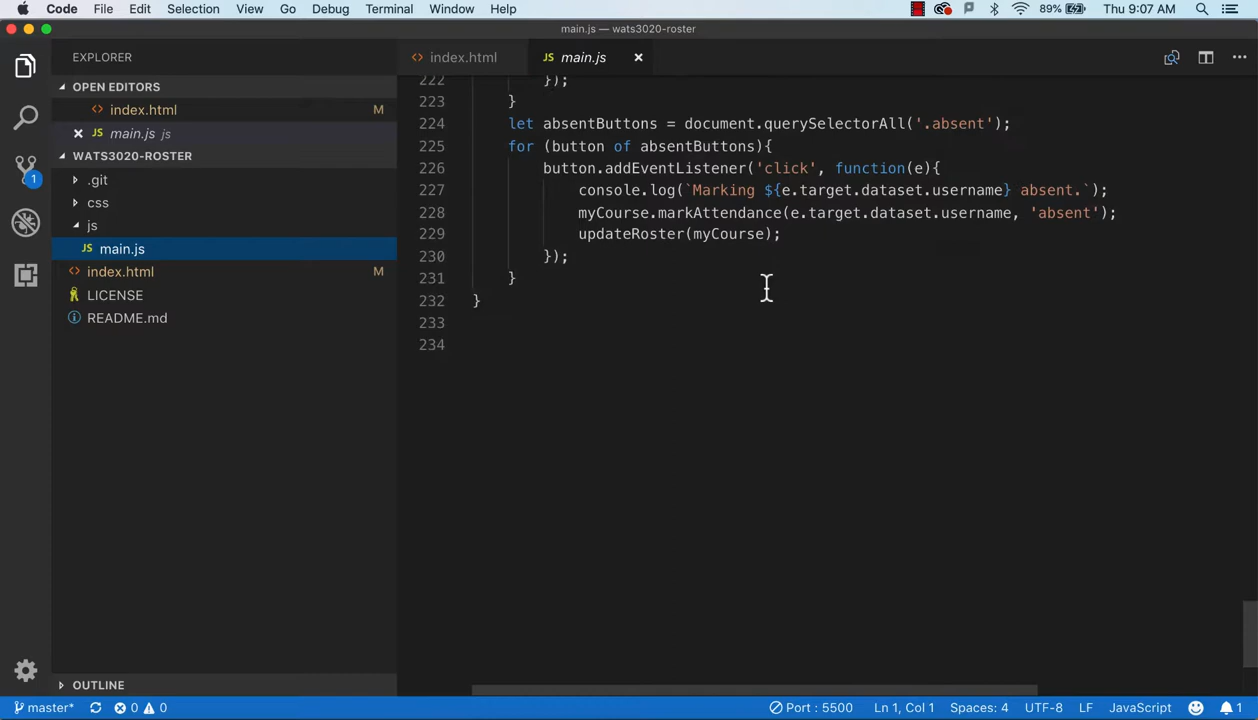 Code File Edit Selection View Go Debug Terminal Window Help 89% Thu 9:07 AM
main.js — wats3020-roster
EXPLORER
OPEN EDITORS
index.html M
main.js js
WATS3020-ROSTER
.git
css
js
JS main.js
index.html M
LICENSE
README.md
OUTLINE
1
index.html
JS main.js
222 });
223 }
224 let absentButtons = document.querySelectorAll('.absent');
225 for (button of absentButtons){
226 button.addEventListener('click', function(e){
227 console.log(`Marking ${e.target.dataset.username} absent.`);
228 myCourse.markAttendance(e.target.dataset.username, 'absent');
229 updateRoster(myCourse);
230 });
231 }
232 }
233
234
master* 0 0 Port : 5500 Ln 1, Col 1 Spaces: 4 UTF-8 LF JavaScript 1